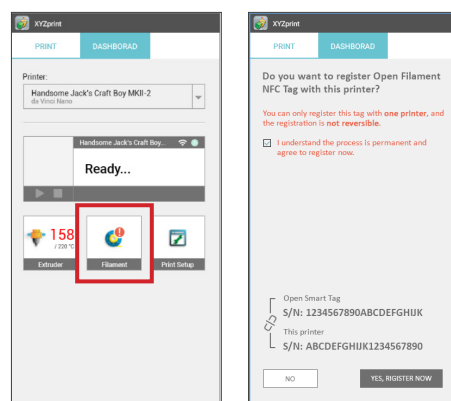 XYZprint
PRINT
DASHBORAD
Printer:
Handsome Jack's Craft Boy MKII-2
da Vinci Nano
Handsome Jack's Craft Boy...
Ready...
158
/ 220 °C
Extruder
Filament
Print Setup
XYZprint
PRINT
DASHBORAD
Do you want to register Open Filament
NFC Tag with this printer?
You can only register this tag with one printer, and
the registration is not reversible.
I understand the process is permanent and
agree to register now.
Open Smart Tag
S/N: 1234567890ABCDEFGHIJK
This printer
S/N: ABCDEFGHIJK1234567890
NO
YES, RIGISTER NOW